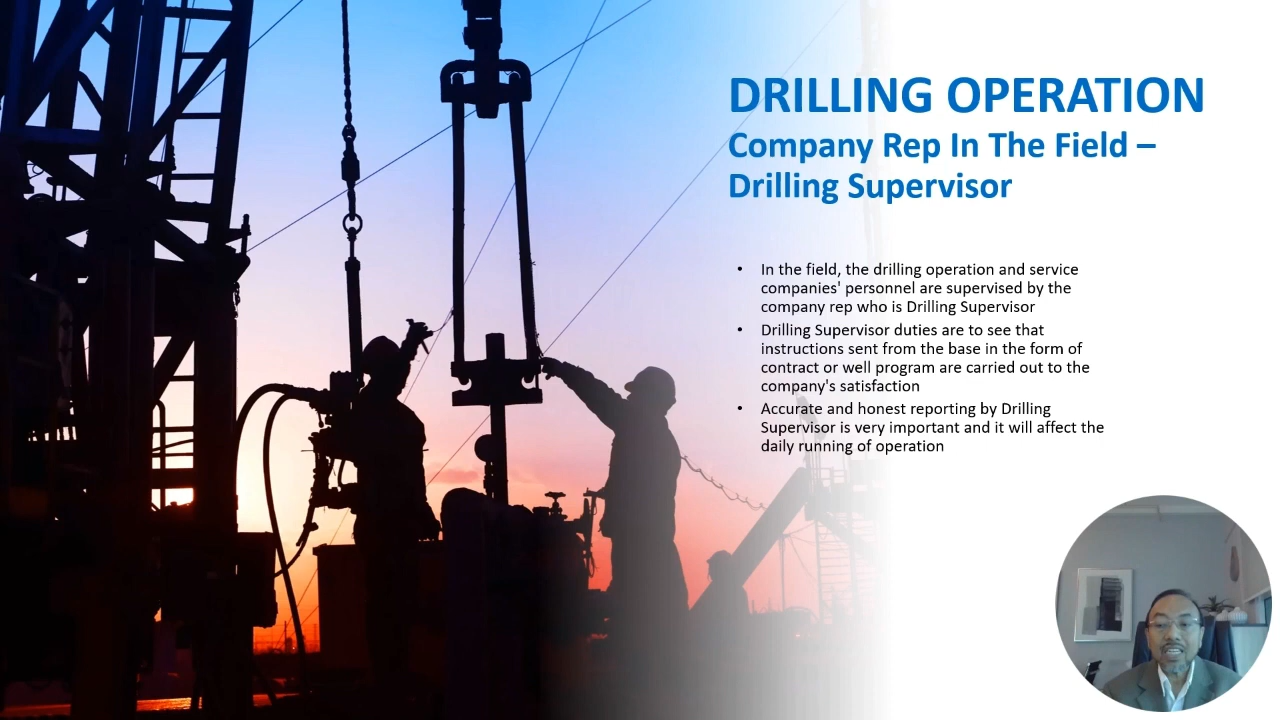 DRILLING OPERATION
Company Rep In The Field –
Drilling Supervisor
• In the field, the drilling operation and service
companies' personnel are supervised by the
company rep who is Drilling Supervisor
• Drilling Supervisor duties are to see that
instructions sent from the base in the form of
contract or well program are carried out to the
company's satisfaction
• Accurate and honest reporting by Drilling
Supervisor is very important and it will affect the
daily running of operation